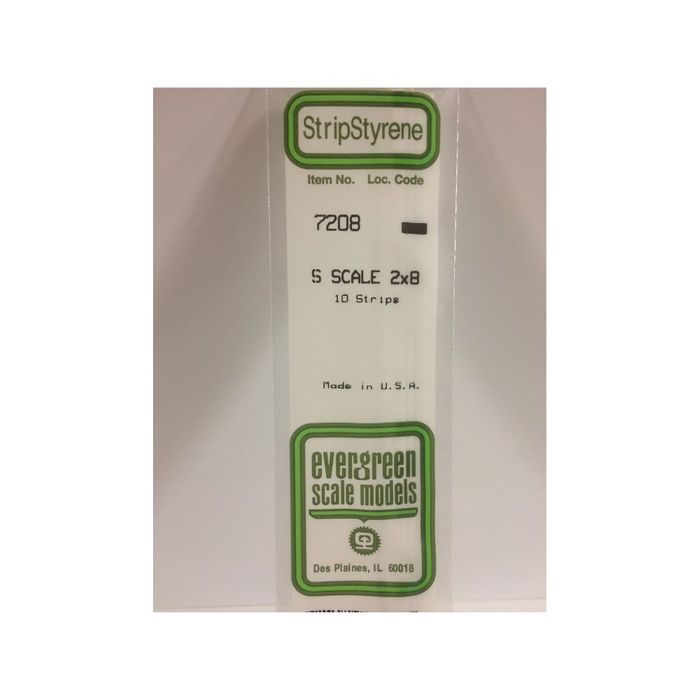 StripStyrene
Item No. Loc. Code
7208
S SCALE 2x8
10 Strips
Made in U.S.A.
evergreen
scale models
Des Plaines, IL 60018